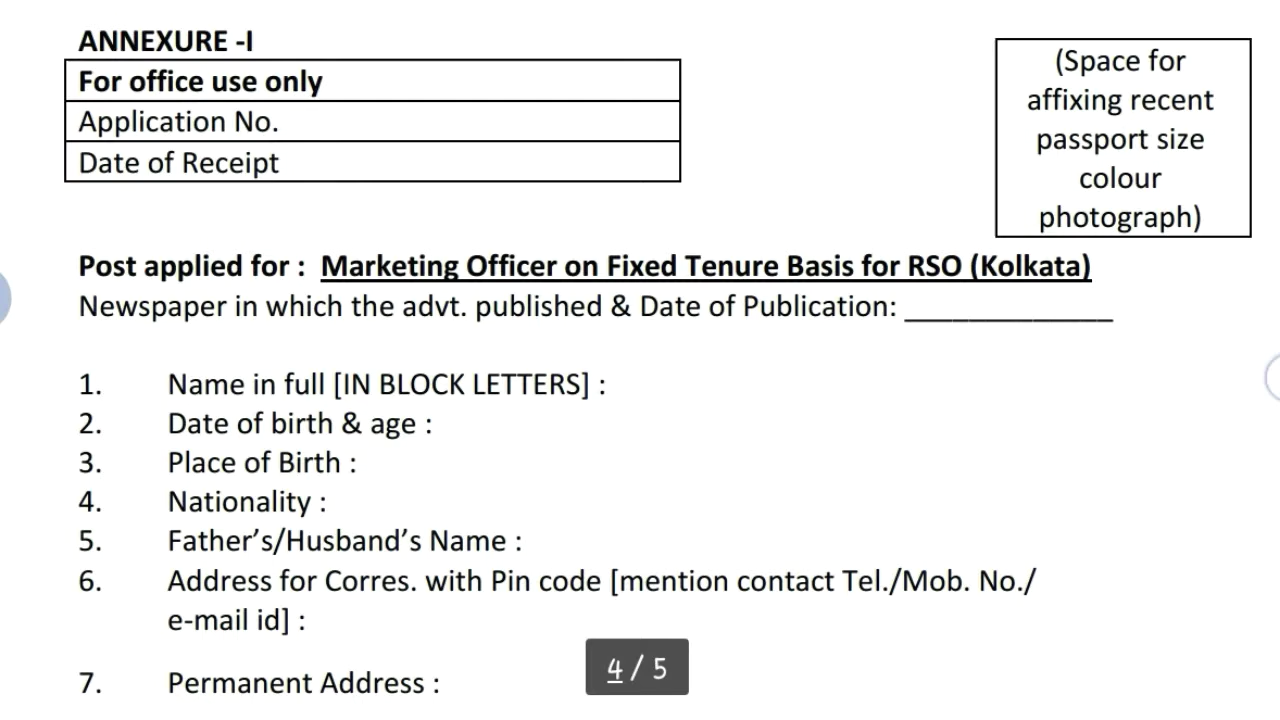 ANNEXURE -I
For office use only
Application No.
Date of Receipt
(Space for
affixing recent
passport size
colour
photograph)
Post applied for : Marketing Officer on Fixed Tenure Basis for RSO (Kolkata)
Newspaper in which the advt. published & Date of Publication: _____________
1. Name in full [IN BLOCK LETTERS] :
2. Date of birth & age :
3. Place of Birth :
4. Nationality :
5. Father’s/Husband’s Name :
6. Address for Corres. with Pin code [mention contact Tel./Mob. No./
e-mail id] :
7. Permanent Address :
4 / 5